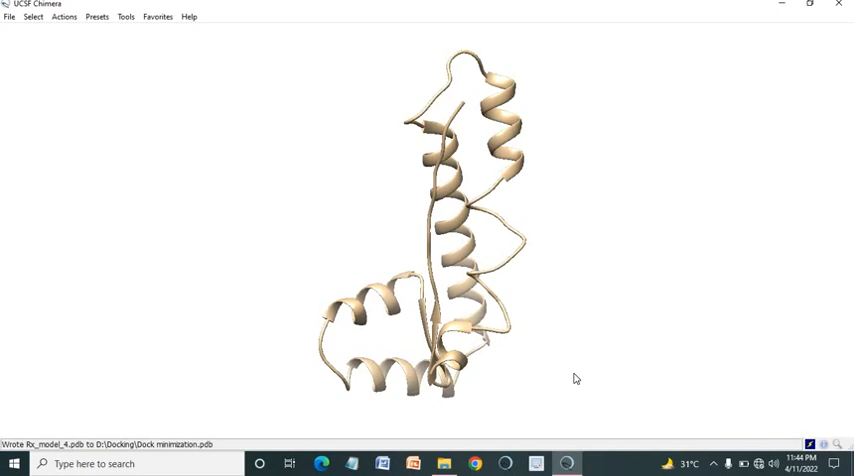 UCSF Chimera
File Select Actions Presets Tools Favorites Help
Wrote Rx_model_4.pdb to D:\Docking\Dock minimization.pdb
Type here to search
31°C
11:44 PM
4/11/2022